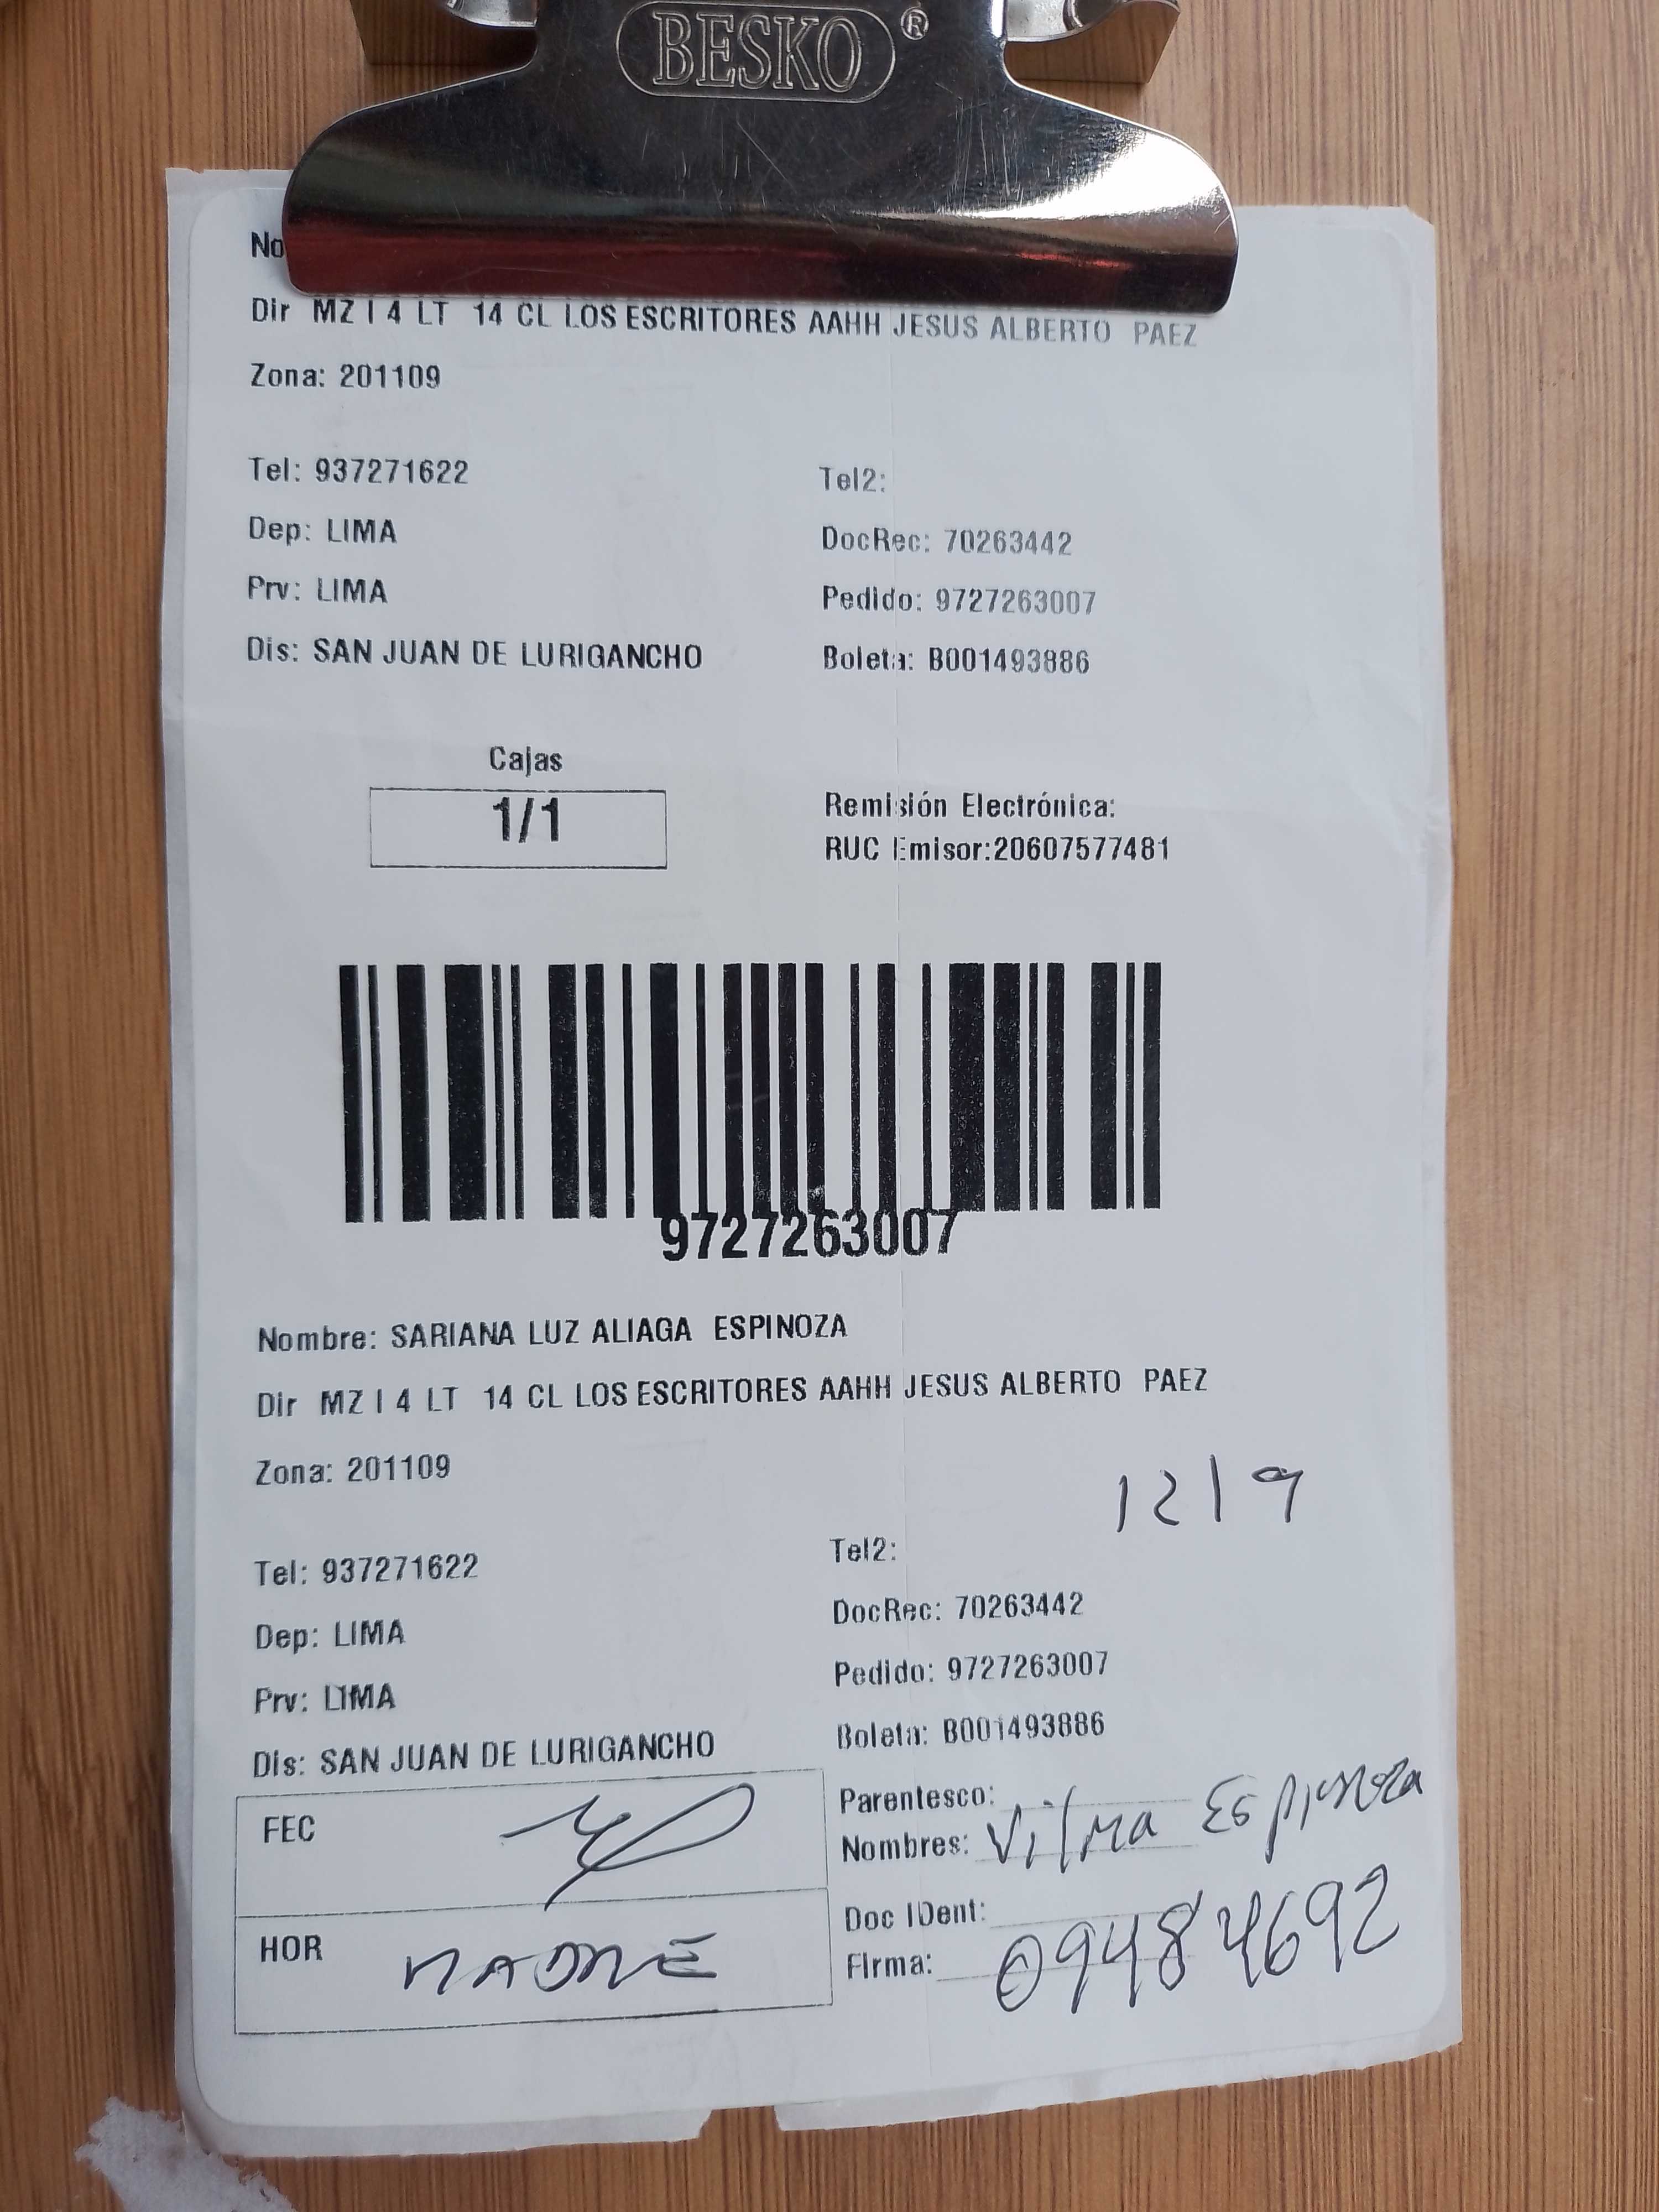 BESKO ®
No
Dir MZ I 4 LT 14 CL LOS ESCRITORES AAHH JESUS ALBERTO PAEZ
Zona: 201109
Tel: 937271622 Tel2:
Dep: LIMA DocRec: 70263442
Prv: LIMA Pedido: 9727263007
Dis: SAN JUAN DE LURIGANCHO Boleta: B001493886
Cajas
1/1
Remisión Electrónica:
RUC Emisor:20607577481
9727263007
Nombre: SARIANA LUZ ALIAGA ESPINOZA
Dir MZ I 4 LT 14 CL LOS ESCRITORES AAHH JESUS ALBERTO PAEZ
Zona: 201109
12/9
Tel: 937271622 Tel2:
Dep: LIMA DocRec: 70263442
Prv: LIMA Pedido: 9727263007
Dis: SAN JUAN DE LURIGANCHO Boleta: B001493886
FEC
Parentesco:
Nombres: Vilma Espinoza
Doc IDent:
HOR MADRE
Firma: 09484692